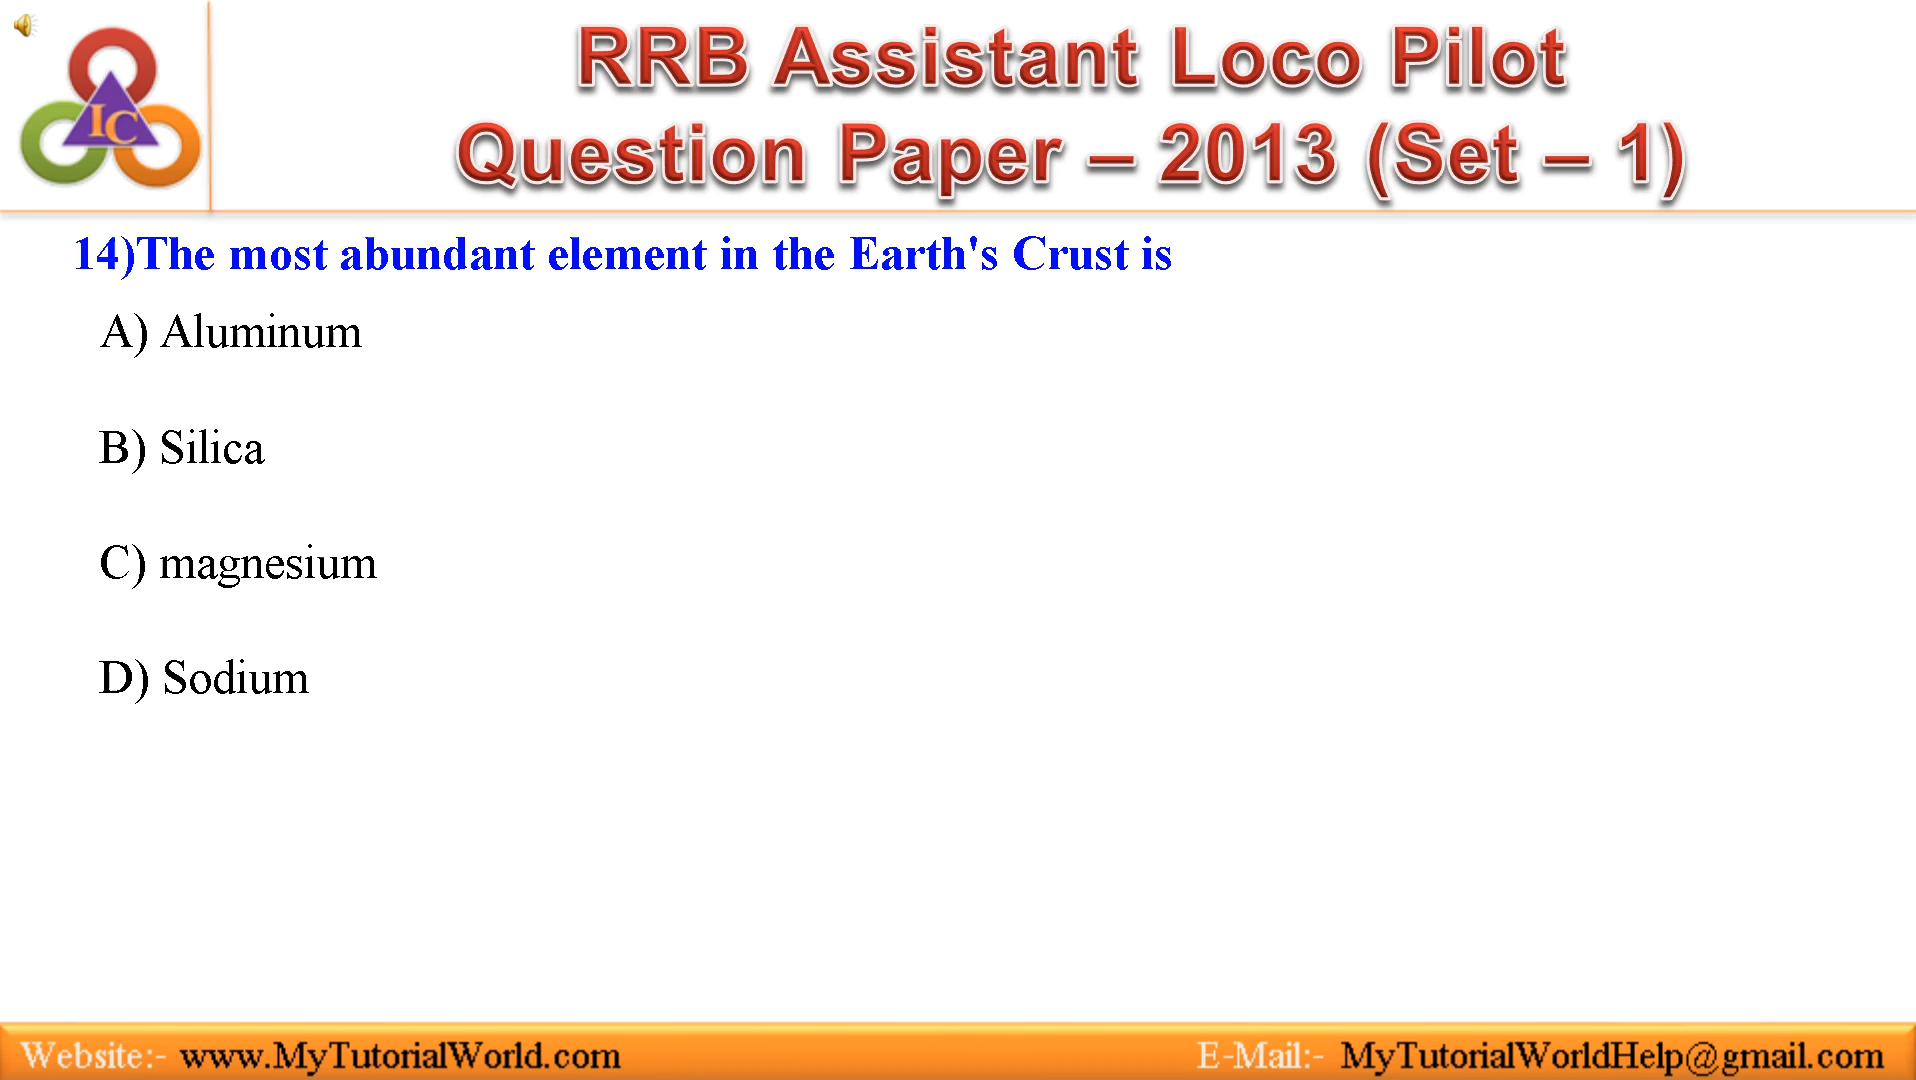 IC
RRB Assistant Loco Pilot
Question Paper – 2013 (Set – 1)
14)The most abundant element in the Earth's Crust is
A) Aluminum
B) Silica
C) magnesium
D) Sodium
Website:- www.MyTutorialWorld.com
E-Mail:- MyTutorialWorldHelp@gmail.com